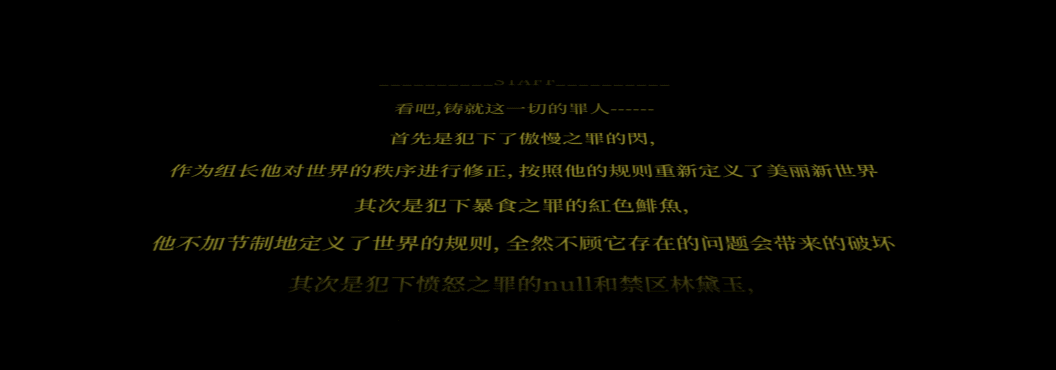 ----------STAFF----------
看吧,铸就这一切的罪人------
首先是犯下了傲慢之罪的閃,
作为组长他对世界的秩序进行修正, 按照他的规则重新定义了美丽新世界
其次是犯下暴食之罪的紅色鯡魚,
他不加节制地定义了世界的规则, 全然不顾它存在的问题会带来的破坏
其次是犯下愤怒之罪的null和禁区林黛玉,